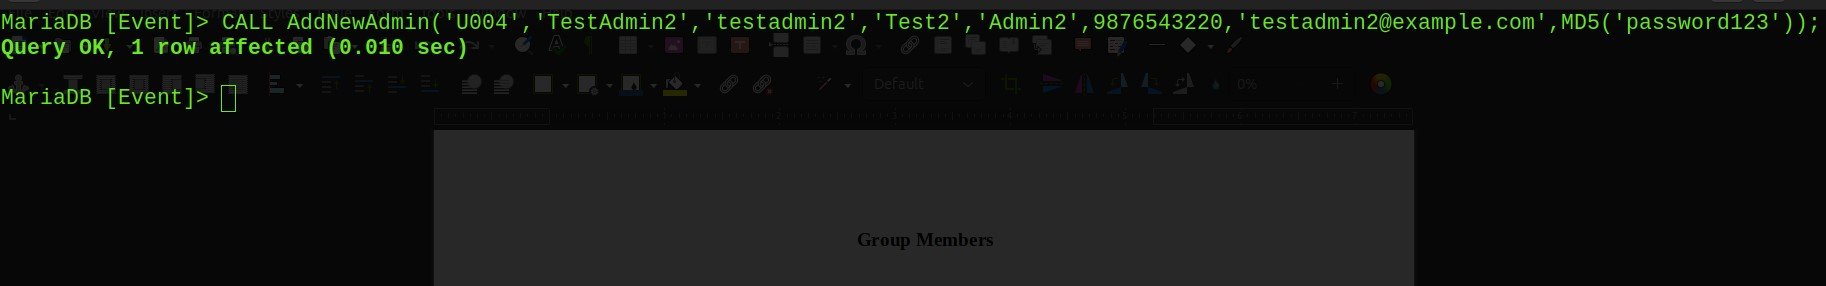 MariaDB [Event]> CALL AddNewAdmin('U004','TestAdmin2','testadmin2','Test2','Admin2',9876543220,'testadmin2@example.com',MD5('password123'));
Query OK, 1 row affected (0.010 sec)
MariaDB [Event]>
Default
0%
Group Members